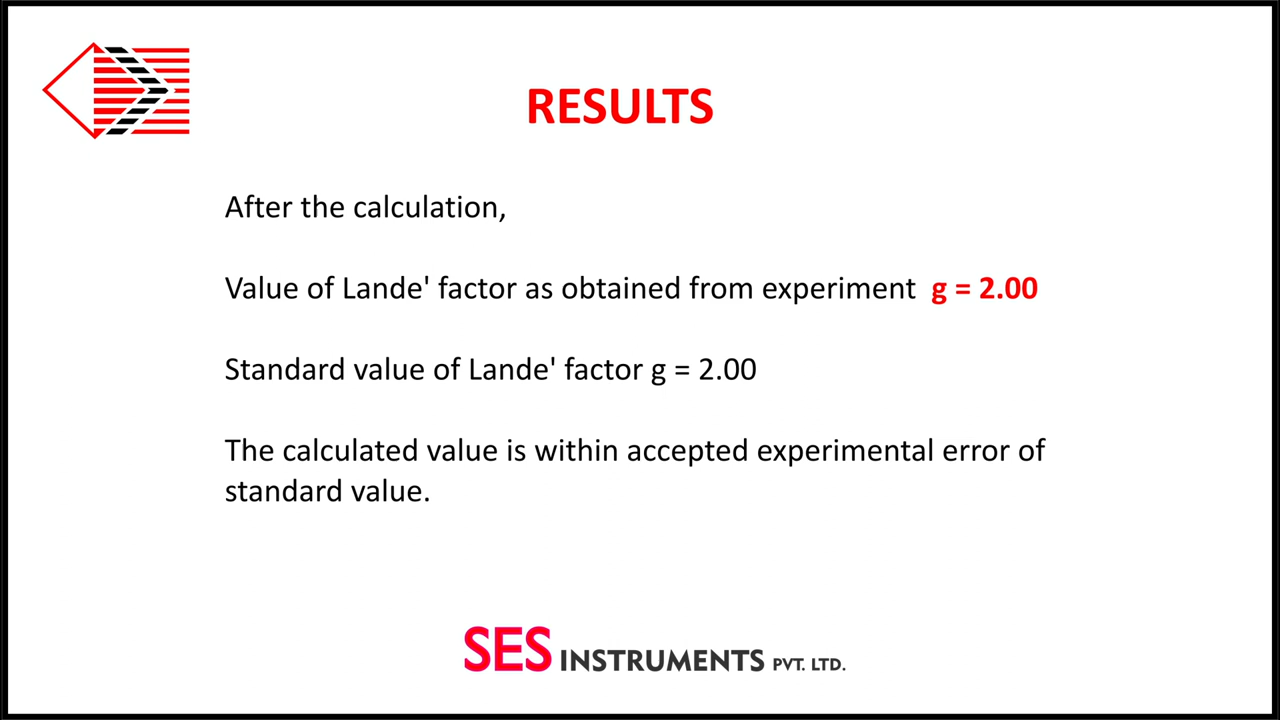 RESULTS
After the calculation,
Value of Lande' factor as obtained from experiment g = 2.00
Standard value of Lande' factor g = 2.00
The calculated value is within accepted experimental error of
standard value.
SES INSTRUMENTS PVT. LTD.